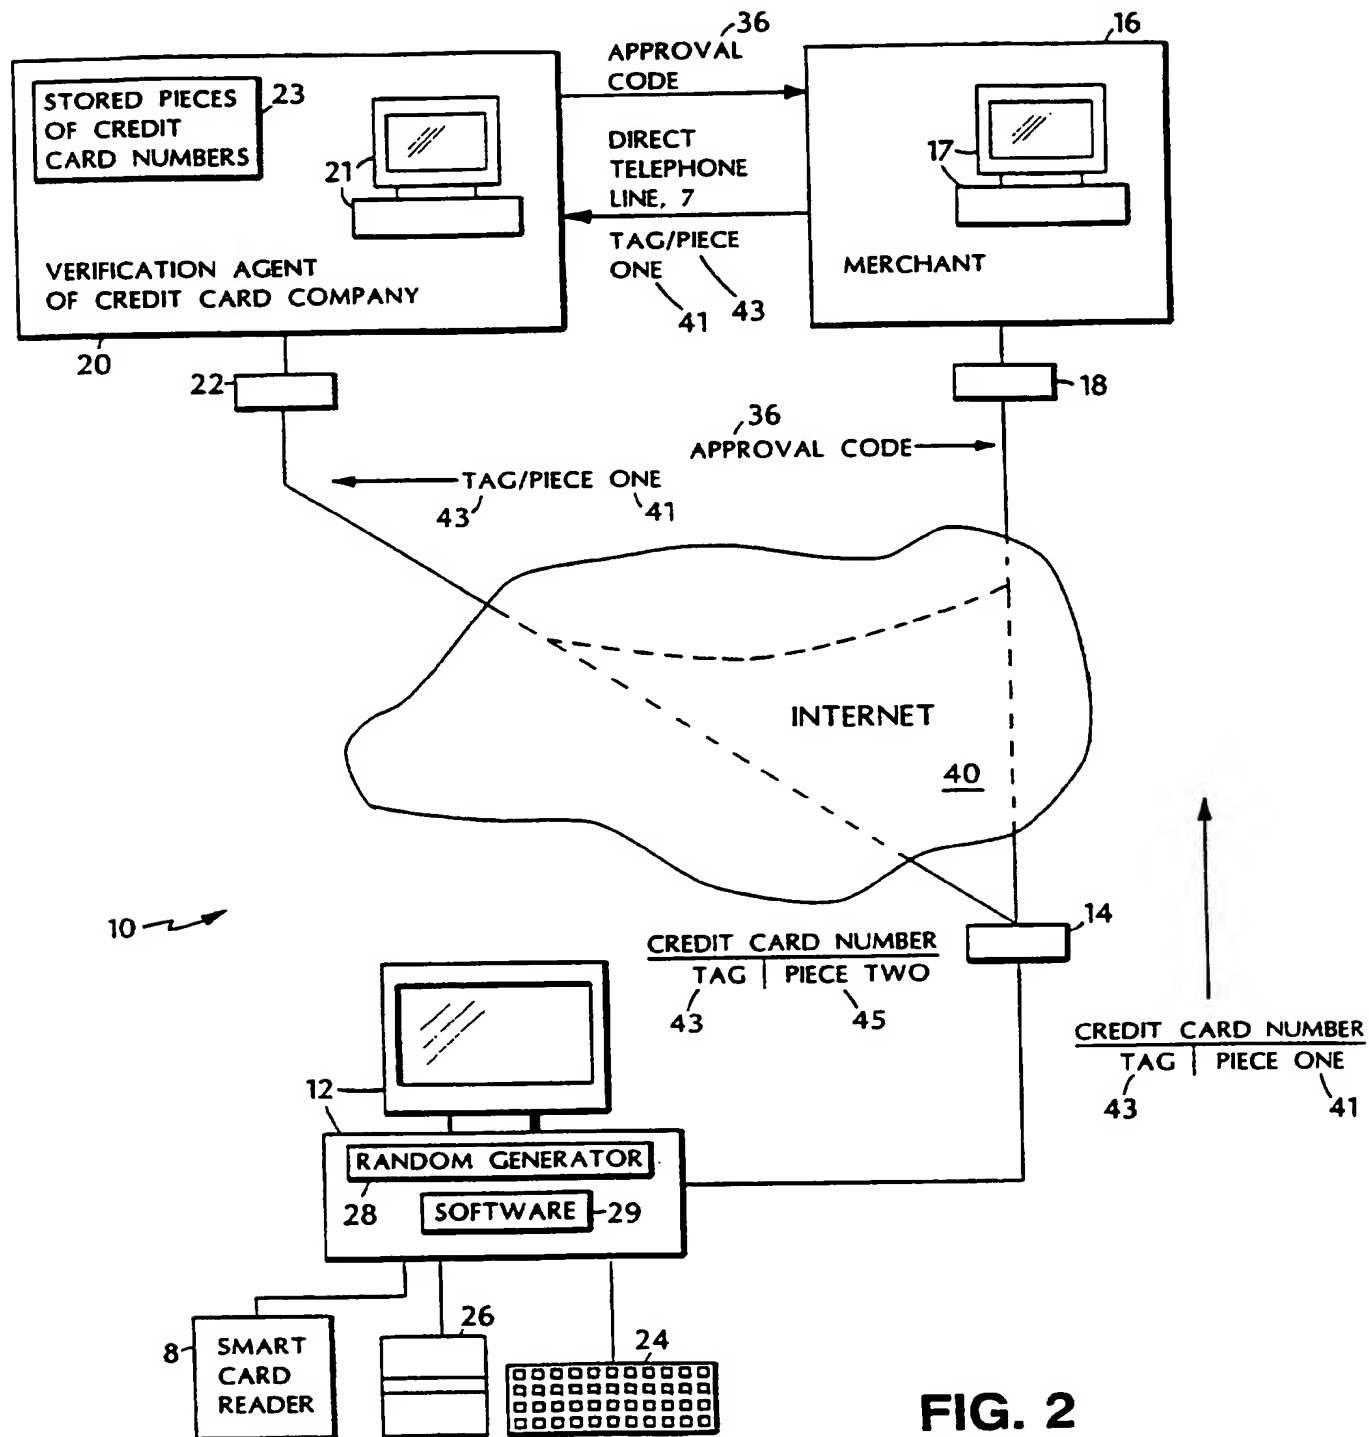 36
16
APPROVAL
CODE
STORED PIECES
OF CREDIT
CARD NUMBERS
23
21
DIRECT
TELEPHONE
LINE, 7
17
TAG/PIECE
ONE
41
43
VERIFICATION AGENT
OF CREDIT CARD COMPANY
MERCHANT
20
22
18
36
APPROVAL CODE
TAG/PIECE ONE
43
41
INTERNET
40
10
14
CREDIT CARD NUMBER
TAG | PIECE TWO
43
45
CREDIT CARD NUMBER
TAG | PIECE ONE
43
41
12
RANDOM GENERATOR
28
SOFTWARE
29
8
SMART
CARD
READER
26
24
FIG. 2